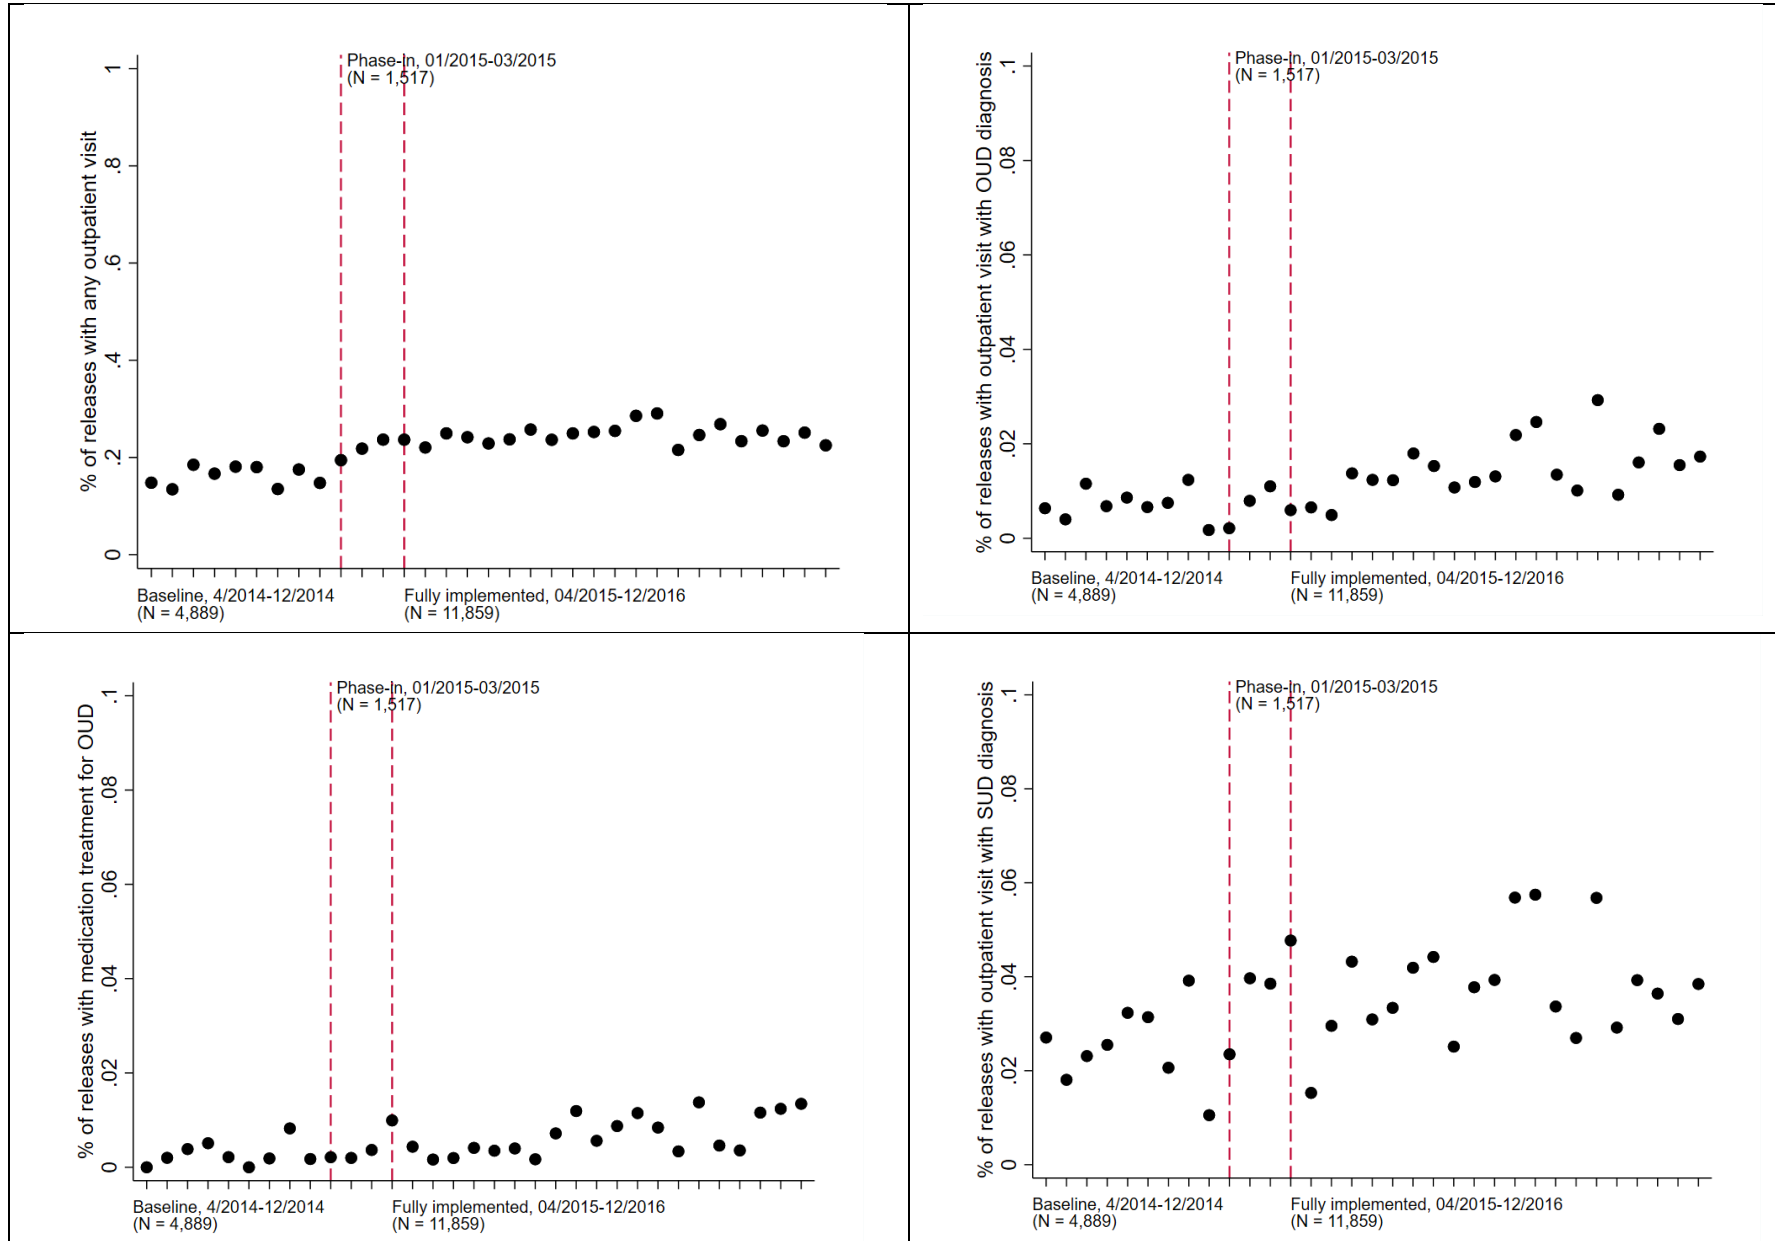 % of releases with any outpatient visit
1
.8
.6
.4
.2
0
Phase-In, 01/2015-03/2015
(N = 1,517)
Baseline, 4/2014-12/2014
(N = 4,889)
Fully implemented, 04/2015-12/2016
(N = 11,859)
% of releases with outpatient visit with OUD diagnosis
.1
.08
.06
.04
.02
0
Phase-In, 01/2015-03/2015
(N = 1,517)
Baseline, 4/2014-12/2014
(N = 4,889)
Fully implemented, 04/2015-12/2016
(N = 11,859)
% of releases with medication treatment for OUD
.1
.08
.06
.04
.02
0
Phase-In, 01/2015-03/2015
(N = 1,517)
Baseline, 4/2014-12/2014
(N = 4,889)
Fully implemented, 04/2015-12/2016
(N = 11,859)
% of releases with outpatient visit with SUD diagnosis
.1
.08
.06
.04
.02
0
Phase-In, 01/2015-03/2015
(N = 1,517)
Baseline, 4/2014-12/2014
(N = 4,889)
Fully implemented, 04/2015-12/2016
(N = 11,859)